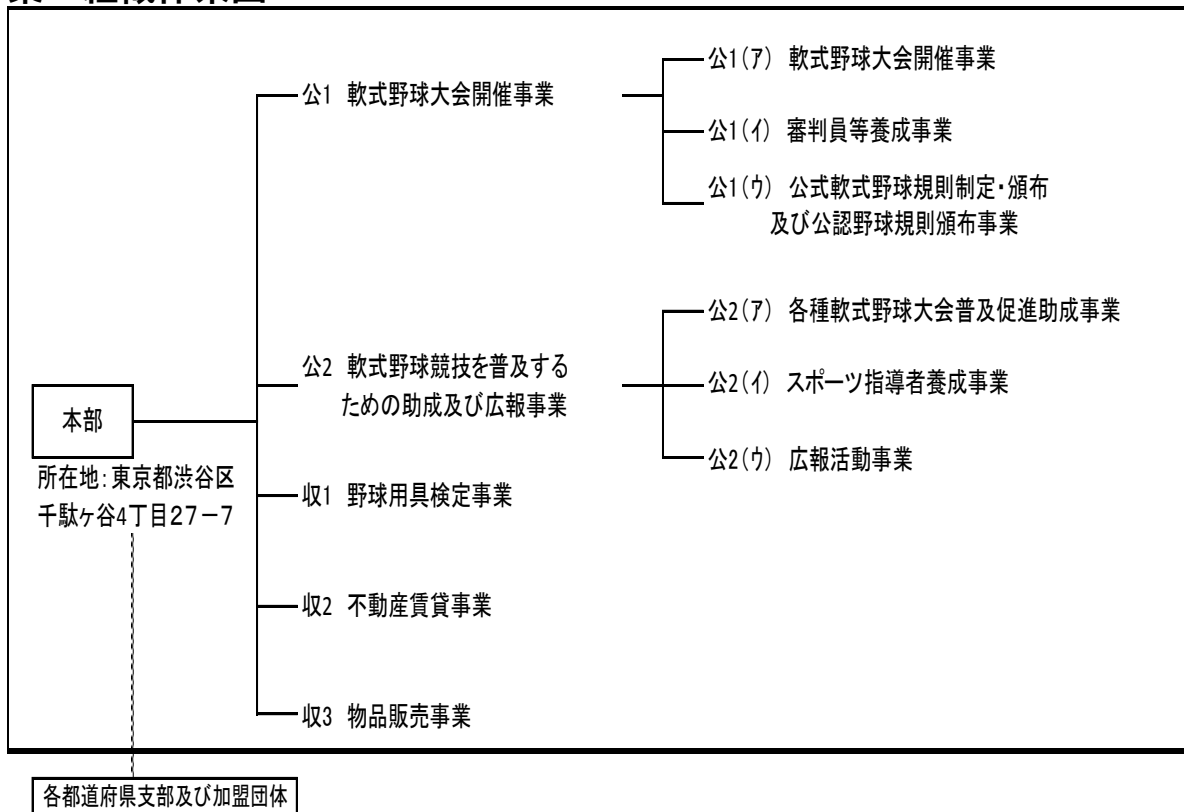 公1 軟式野球大会開催事業
公1(ア) 軟式野球大会開催事業
公1(イ) 審判員等養成事業
公1(ウ) 公式軟式野球規則制定・頒布
及び公認野球規則頒布事業
公2 軟式野球競技を普及する
ための助成及び広報事業
公2(ア) 各種軟式野球大会普及促進助成事業
公2(イ) スポーツ指導者養成事業
公2(ウ) 広報活動事業
本部
所在地:東京都渋谷区
千駄ヶ谷4丁目27－7
収1 野球用具検定事業
収2 不動産賃貸事業
収3 物品販売事業
各都道府県支部及び加盟団体